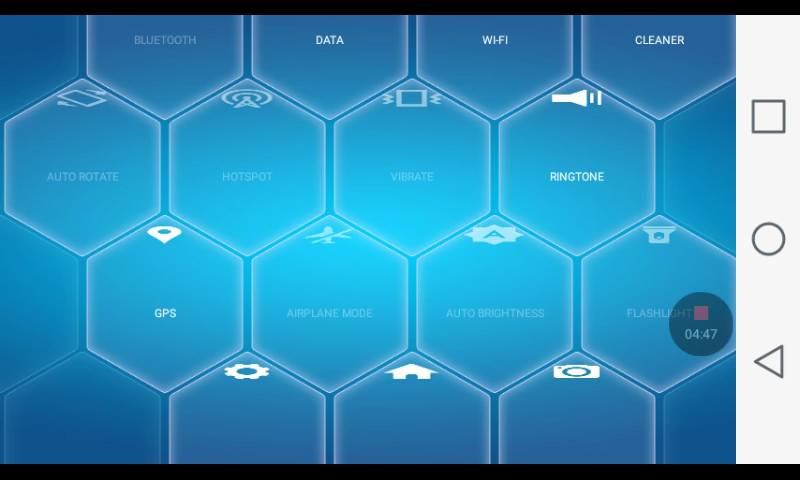 BLUETOOTH
DATA
WI-FI
CLEANER
AUTO ROTATE
HOTSPOT
VIBRATE
RINGTONE
GPS
AIRPLANE MODE
AUTO BRIGHTNESS
FLASHLIGHT
04:47